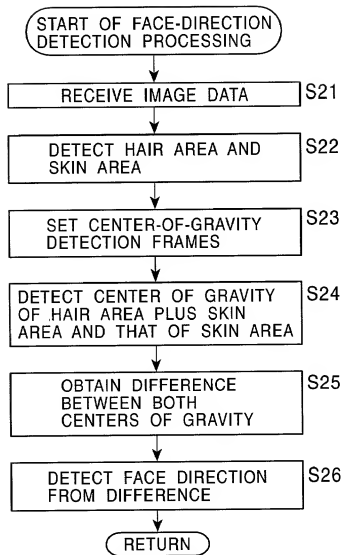 START OF FACE-DIRECTION
DETECTION PROCESSING
RECEIVE IMAGE DATA
S21
DETECT HAIR AREA AND
SKIN AREA
S22
SET CENTER-OF-GRAVITY
DETECTION FRAMES
S23
DETECT CENTER OF GRAVITY
OF HAIR AREA PLUS SKIN
AREA AND THAT OF SKIN AREA
S24
OBTAIN DIFFERENCE
BETWEEN BOTH
CENTERS OF GRAVITY
S25
DETECT FACE DIRECTION
FROM DIFFERENCE
S26
RETURN